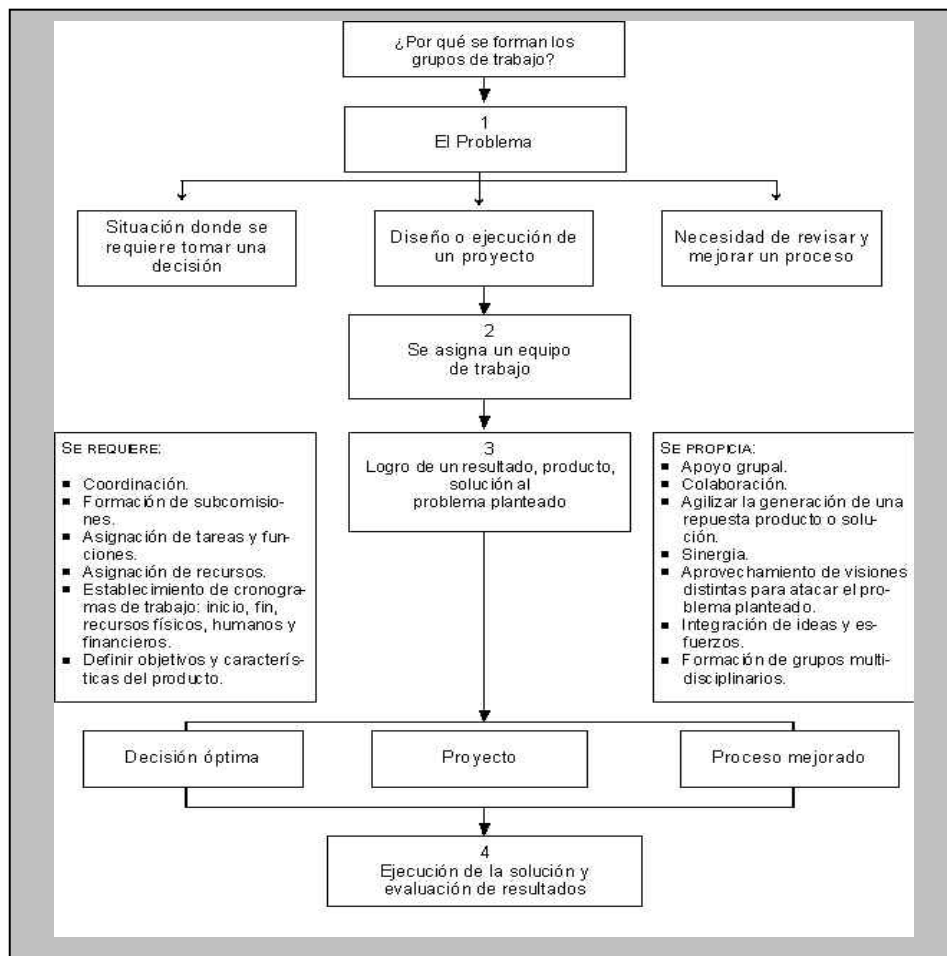 ¿Por qué se forman los
grupos de trabajo?
1
El Problema
Situación donde se
requiere tomar una
decisión
Diseño o ejecución de
un proyecto
Necesidad de revisar y
mejorar un proceso
2
Se asigna un equipo
de trabajo
SE REQUIERE:
■ Coordinación.
■ Formación de subcomisio-
nes.
■ Asignación de tareas y fun-
ciones.
■ Asignación de recursos.
■ Establecimiento de cronogra-
mas de trabajo: inicio, fin,
recursos físicos, humanos y
financieros.
■ Definir objetivos y caracterís-
ticas del producto.
3
Logro de un resultado, producto,
solución al
problema planteado
SE PROPICIA:
■ Apoyo grupal.
■ Colaboración.
■ Agilizar la generación de una
repuesta producto o solu-
ción.
■ Sinergia.
■ Aprovechamiento de visiones
distintas para atacar el pro-
blema planteado.
■ Integración de ideas y es-
fuerzos.
■ Formación de grupos multi-
disciplinarios.
Decisión óptima
Proyecto
Proceso mejorado
4
Ejecución de la solución y
evaluación de resultados